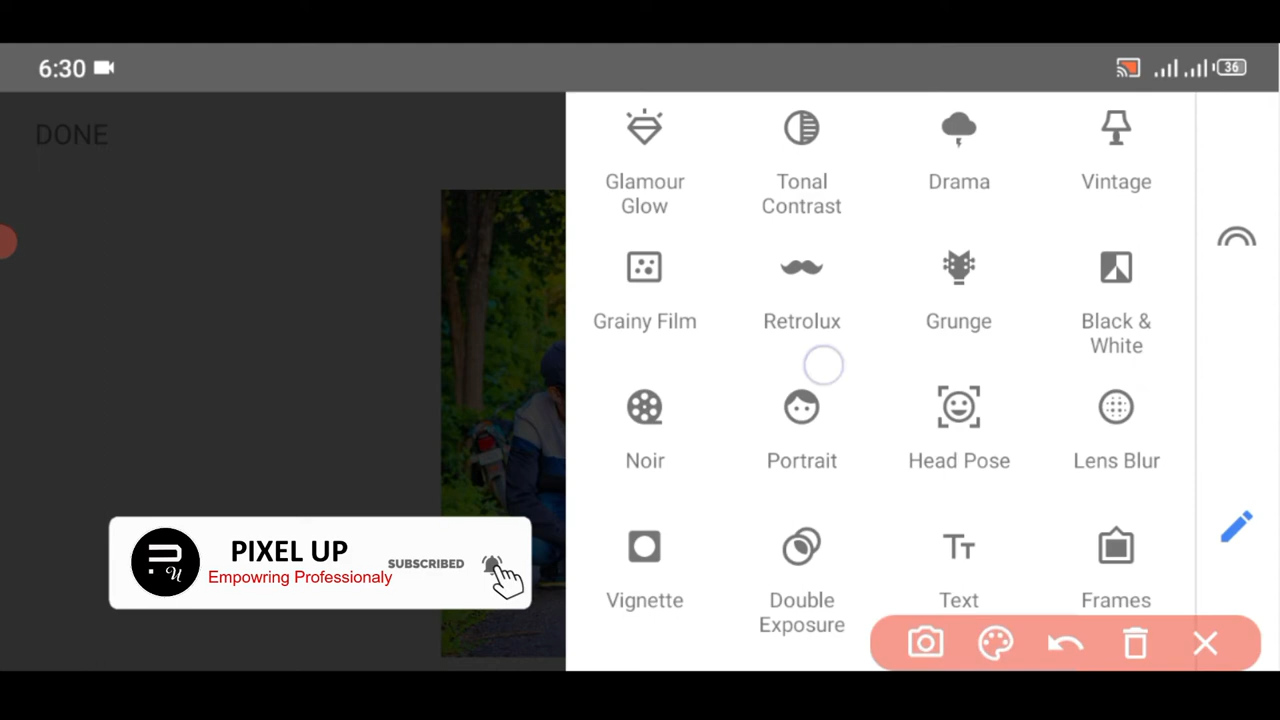 6:30
36
DONE
Glamour Glow
Tonal Contrast
Drama
Vintage
Grainy Film
Retrolux
Grunge
Black & White
Noir
Portrait
Head Pose
Lens Blur
Vignette
Double Exposure
Text
Frames
PIXEL UP
Empowring Professionaly
SUBSCRIBED